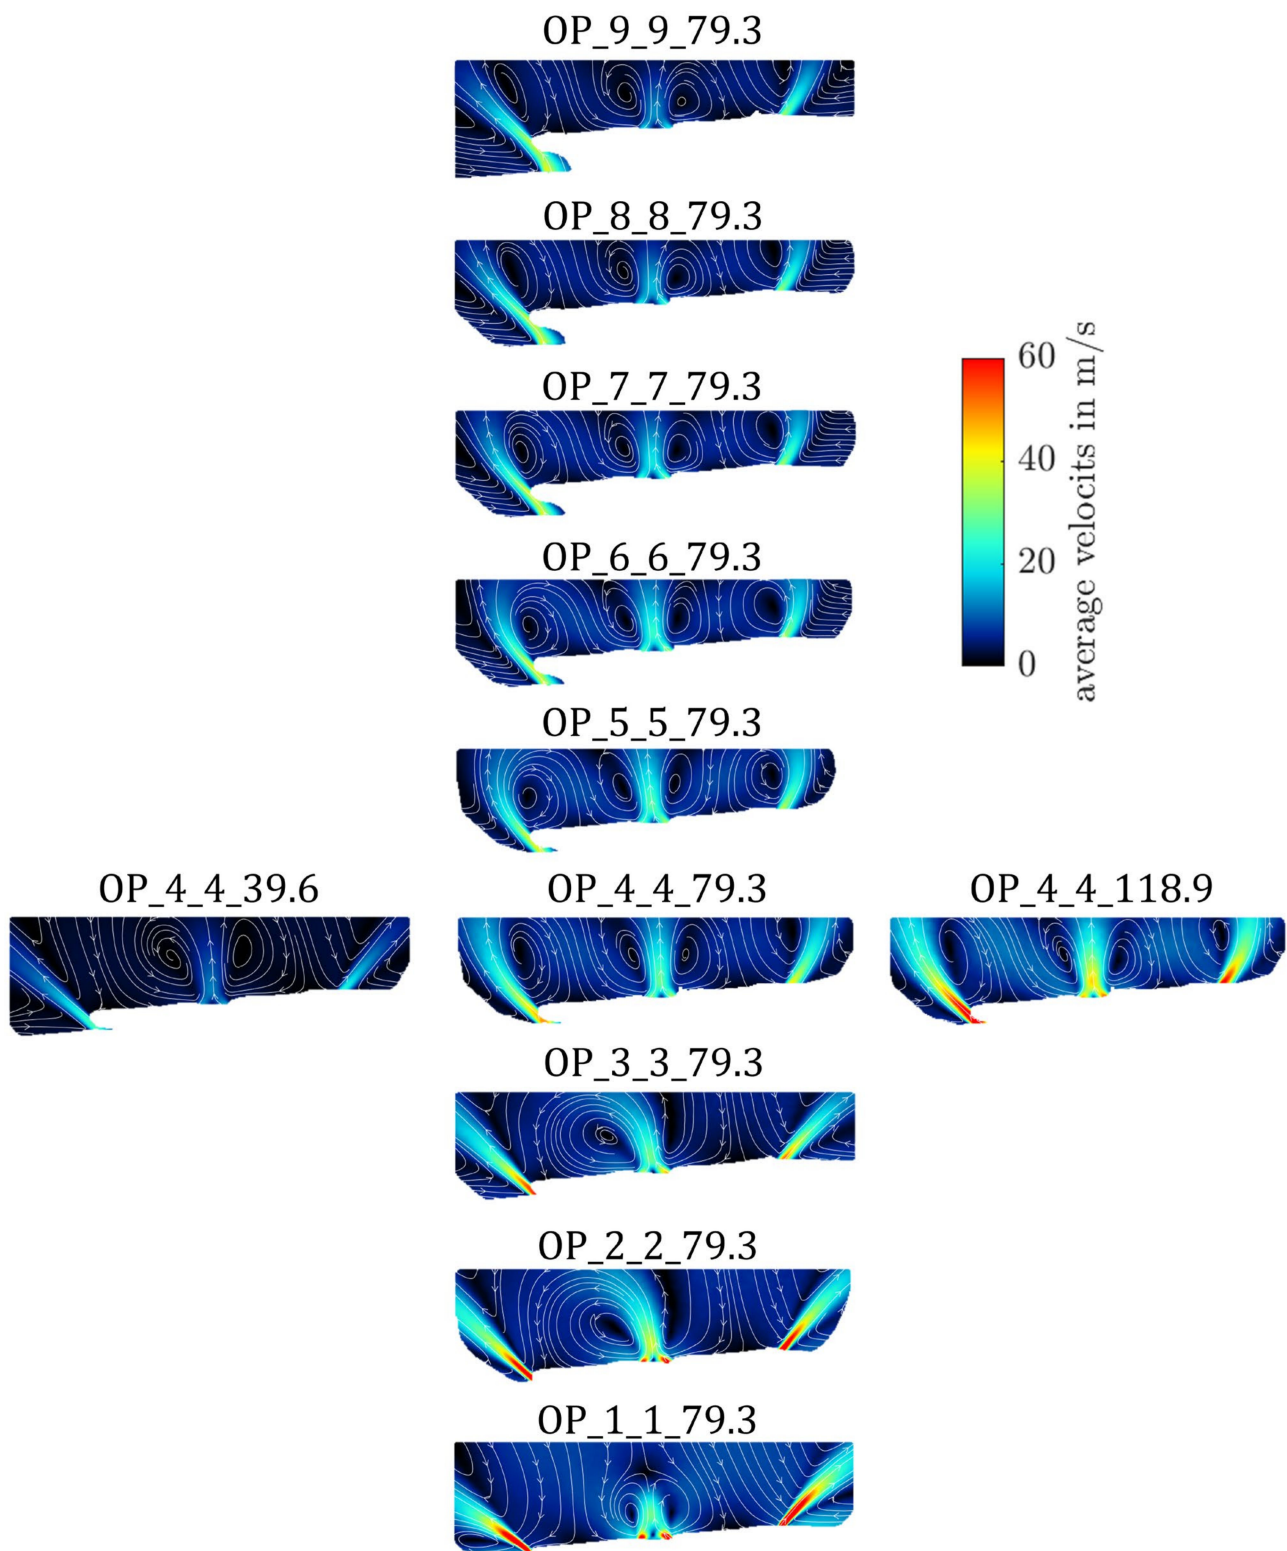 OP_9_9_79.3
OP_8_8_79.3
OP_7_7_79.3
OP_6_6_79.3
OP_5_5_79.3
60
40
20
0
average velocits in m/s
OP_4_4_39.6
OP_4_4_79.3
OP_4_4_118.9
OP_3_3_79.3
OP_2_2_79.3
OP_1_1_79.3